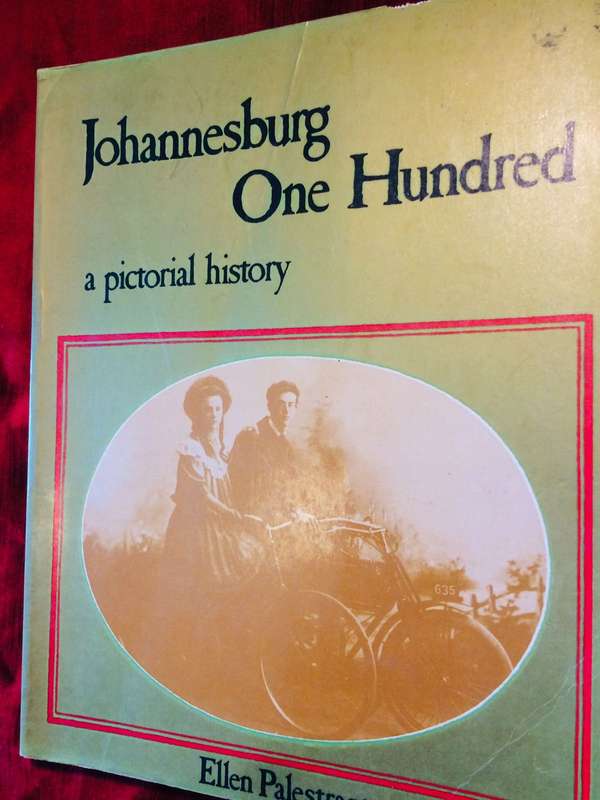 Johannesburg
One Hundred
a pictorial history
635
Ellen